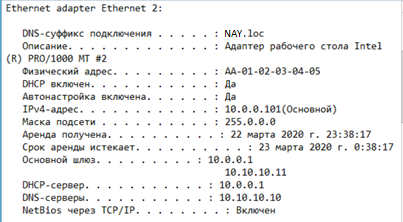 Ethernet adapter Ethernet 2:
DNS-суффикс подключения . . . . . : NAY.loc
Описание. . . . . . . . . . . . . : Адаптер рабочего стола Intel
(R) PRO/1000 MT #2
Физический адрес. . . . . . . . . : AA-01-02-03-04-05
DHCP включен. . . . . . . . . . . : Да
Автонастройка включена. . . . . . : Да
IPv4-адрес. . . . . . . . . . . . : 10.0.0.101(Основной)
Маска подсети . . . . . . . . . . : 255.0.0.0
Аренда получена. . . . . . . . . . : 22 марта 2020 г. 23:38:17
Срок аренды истекает. . . . . . . . . . : 23 марта 2020 г. 0:38:17
Основной шлюз. . . . . . . . . : 10.0.0.1
10.10.10.11
DHCP-сервер. . . . . . . . . . . : 10.0.0.1
DNS-серверы. . . . . . . . . . . : 10.10.10.10
NetBios через TCP/IP. . . . . . . . : Включен